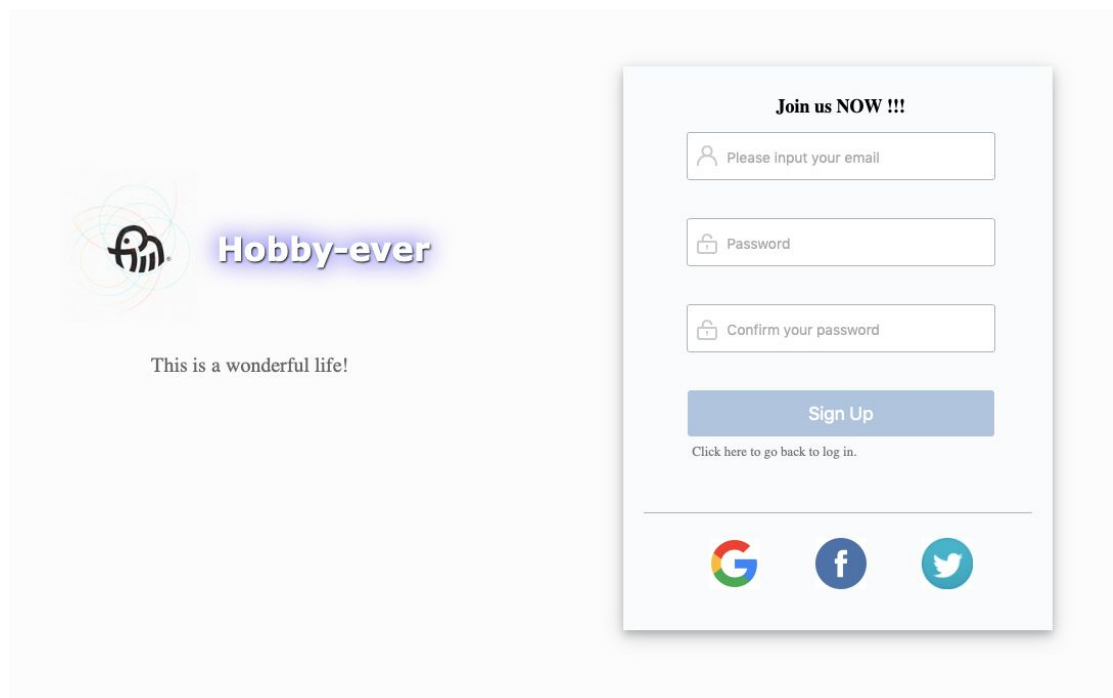 Hobby-ever
This is a wonderful life!
Join us NOW !!!
Please input your email
Password
Confirm your password
Sign Up
Click here to go back to log in.